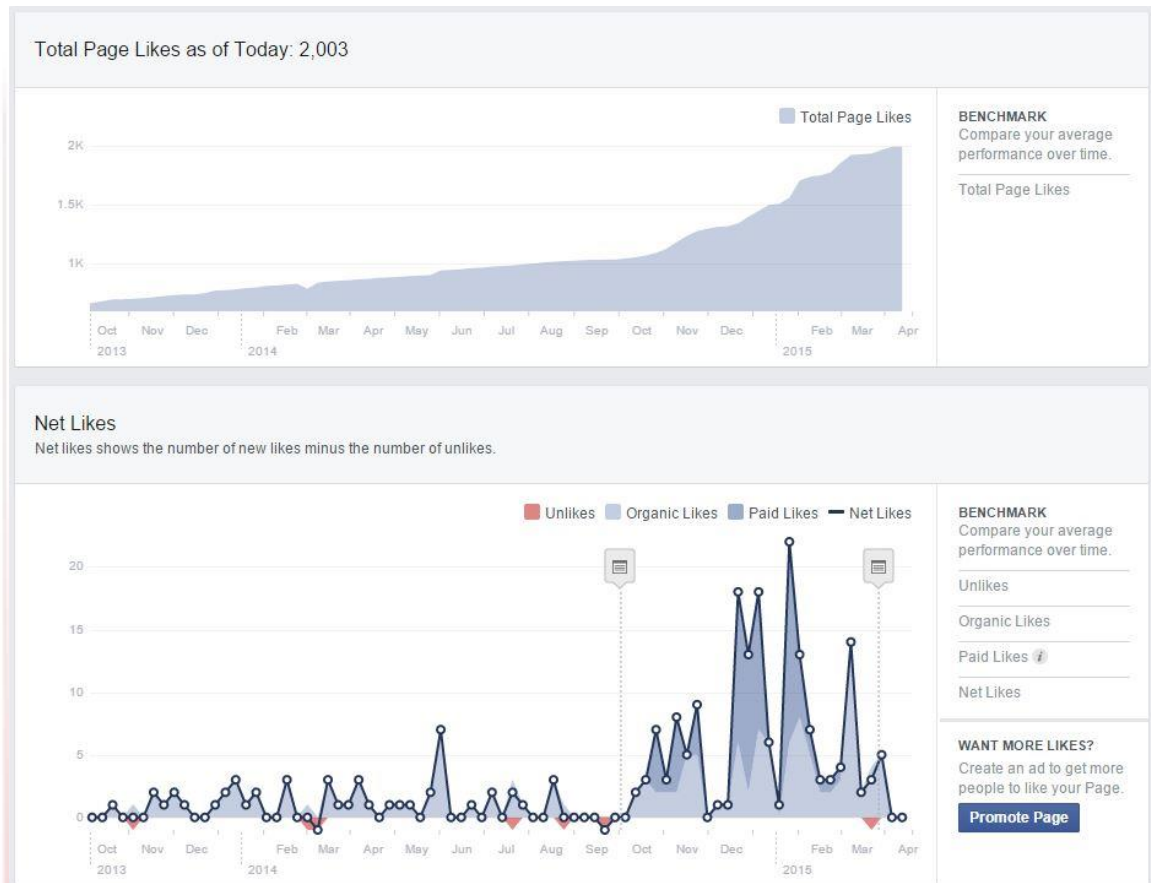 Total Page Likes as of Today: 2,003
Total Page Likes
2K
1.5K
1K
Oct Nov Dec Feb Mar Apr May Jun Jul Aug Sep Oct Nov Dec Feb Mar Apr
2013 2014 2015
BENCHMARK
Compare your average
performance over time.
Total Page Likes
Net Likes
Net likes shows the number of new likes minus the number of unlikes.
Unlikes Organic Likes Paid Likes Net Likes
20
15
10
5
0
Oct Nov Dec Feb Mar Apr May Jun Jul Aug Sep Oct Nov Dec Feb Mar Apr
2013 2014 2015
BENCHMARK
Compare your average
performance over time.
Unlikes
Organic Likes
Paid Likes i
Net Likes
WANT MORE LIKES?
Create an ad to get more
people to like your Page.
Promote Page